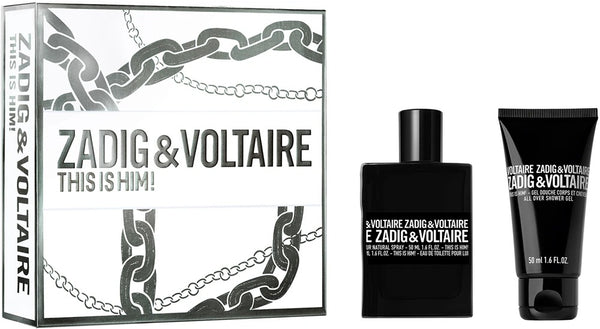 ZADIG & VOLTAIRE
THIS IS HIM!
ZADIG & VOLTAIRE
THIS IS HIM!
VOLTAIRE ZADIG & VOLTAIRE
E ZADIG & VOLTAIRE
UR NATURAL SPRAY - 50 ML 1.6 FL.OZ. - THIS IS HIM!
L 1.6 FL.OZ. - THIS IS HIM! - EAU DE TOILETTE POUR LUI
VOLTAIRE ZADIG & VOLTAIRE
ZADIG & VOLTAIRE
THIS IS HIM! - GEL DOUCHE CORPS ET CHEVEUX
ALL OVER SHOWER GEL
50 ml 1.6 FL.OZ.